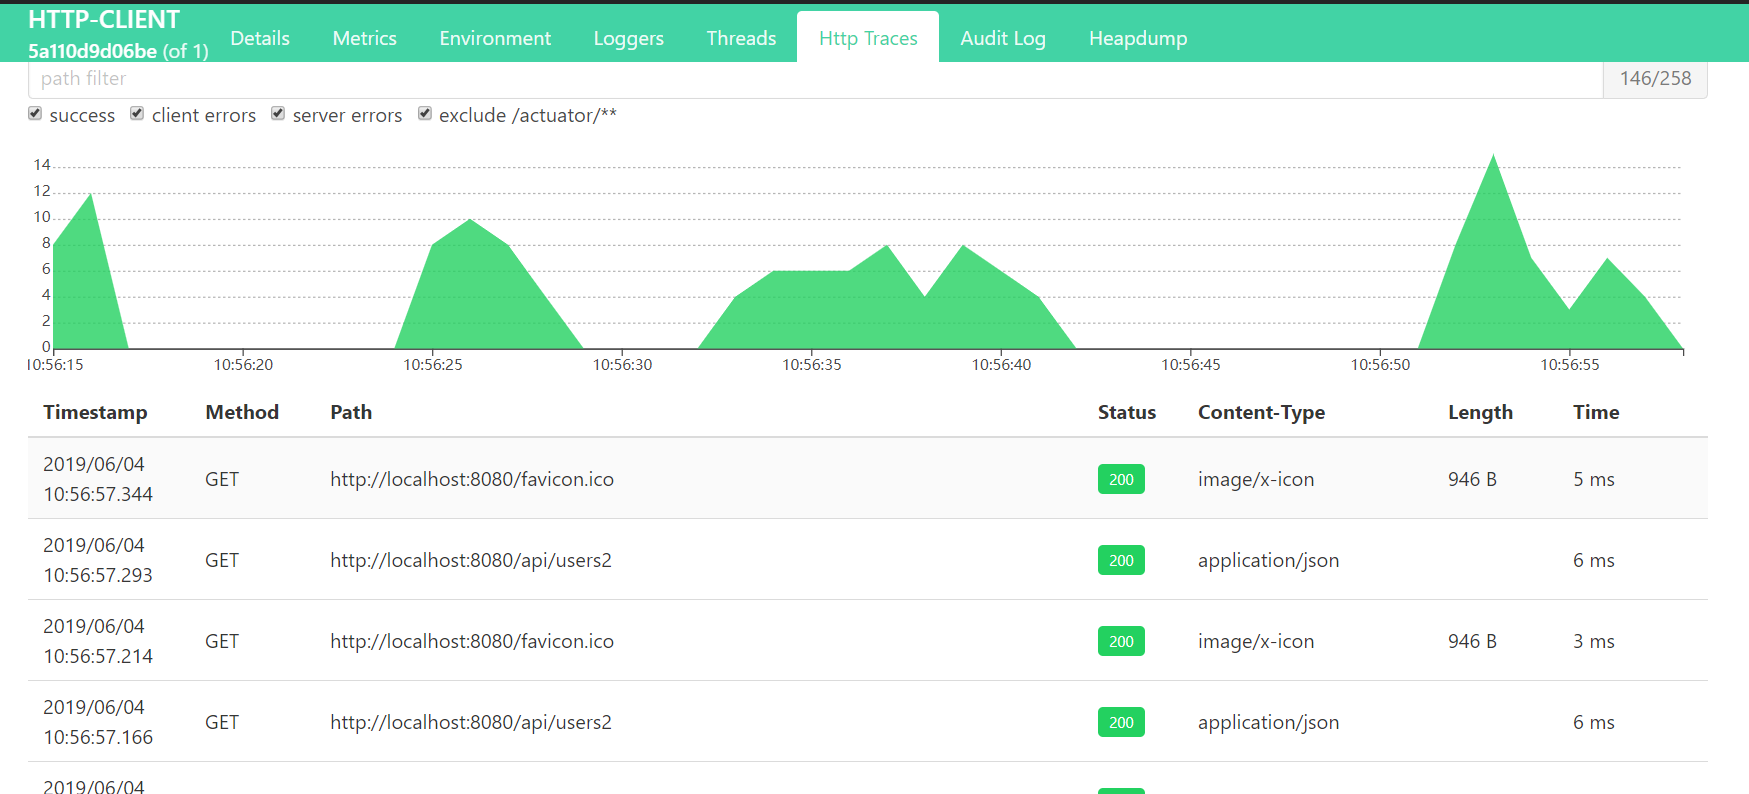 HTTP-CLIENT
5a110d9d06be (of 1)
Details Metrics Environment Loggers Threads Http Traces Audit Log Heapdump
path filter 146/258
success client errors server errors exclude /actuator/**
14
12
10
8
6
4
2
0
10:56:15 10:56:20 10:56:25 10:56:30 10:56:35 10:56:40 10:56:45 10:56:50 10:56:55
Timestamp Method Path Status Content-Type Length Time
2019/06/04
10:56:57.344 GET http://localhost:8080/favicon.ico 200 image/x-icon 946 B 5 ms
2019/06/04
10:56:57.293 GET http://localhost:8080/api/users2 200 application/json 6 ms
2019/06/04
10:56:57.214 GET http://localhost:8080/favicon.ico 200 image/x-icon 946 B 3 ms
2019/06/04
10:56:57.166 GET http://localhost:8080/api/users2 200 application/json 6 ms
2019/06/04